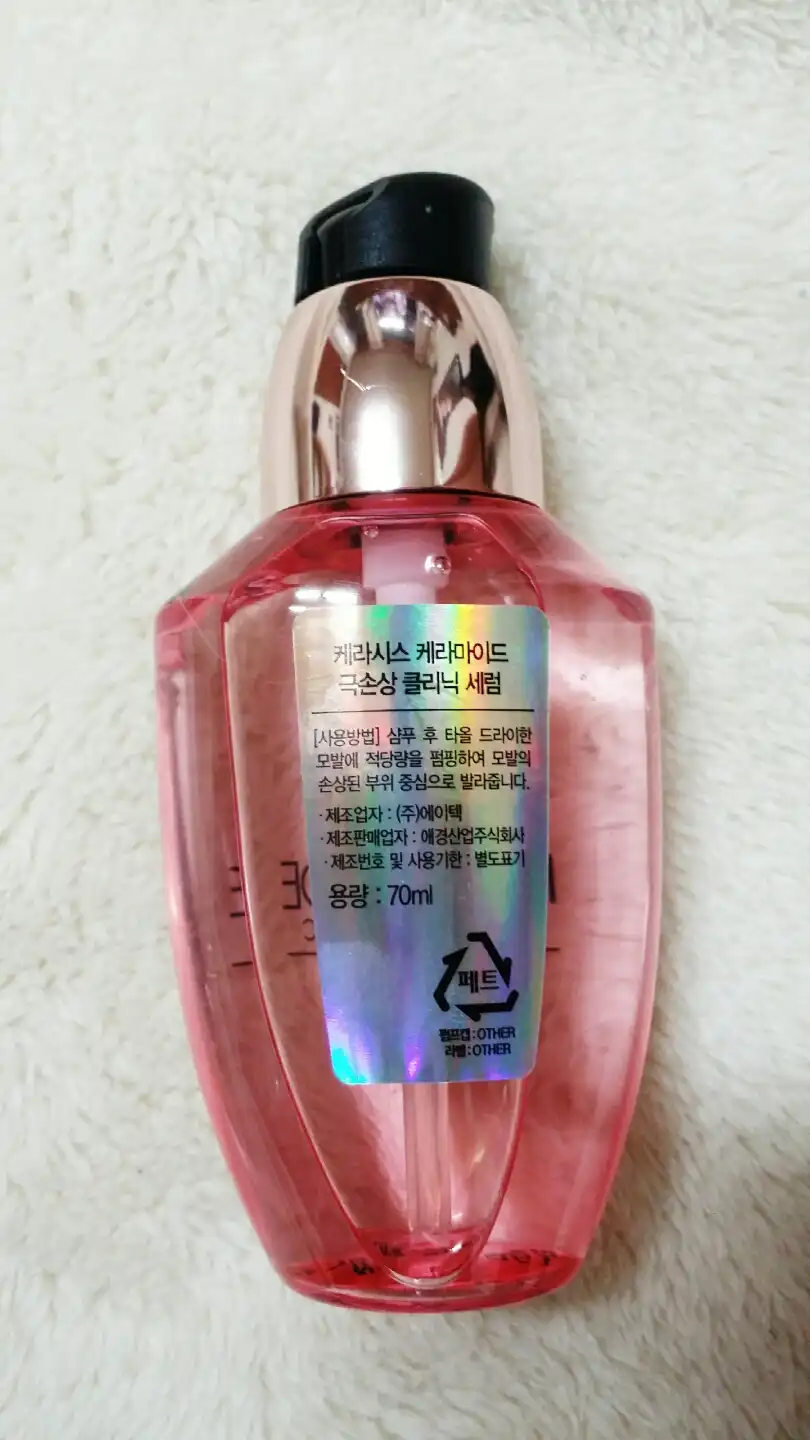 케라시스 케라마이드
극손상 클리닉 세럼
[사용방법] 샴푸 후 타올 드라이한
모발에 적당량을 펌핑하여 모발의
손상된 부위 중심으로 발라줍니다.
·제조업자 : (주)에이텍
·제조판매업자 : 애경산업주식회사
·제조번호 및 사용기한 : 별도표기
용량 : 70ml
페트
펌프캡 : OTHER
라벨 : OTHER